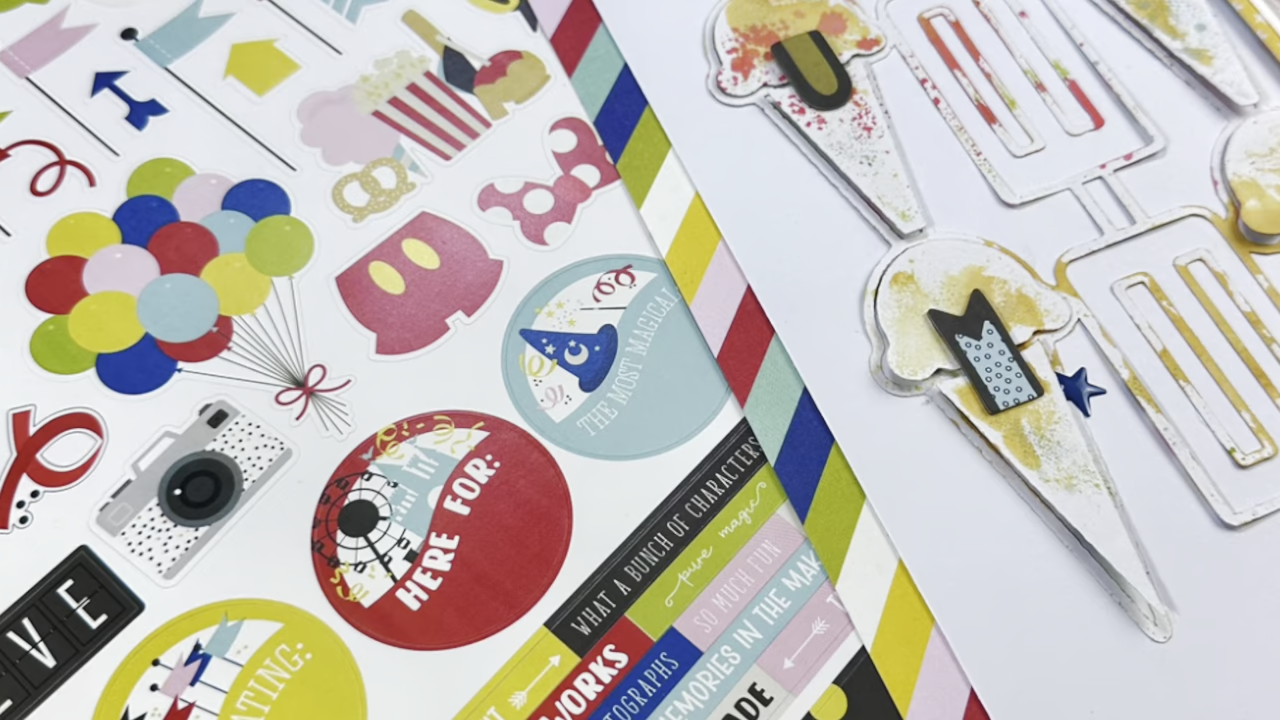 THE MOST MAGICAL
HERE FOR:
WHAT A BUNCH OF CHARACTERS
pure magic
SO MUCH FUN
MEMORIES IN THE MAK
VE
ATING:
WORKS
TOGRAPHS
ADE